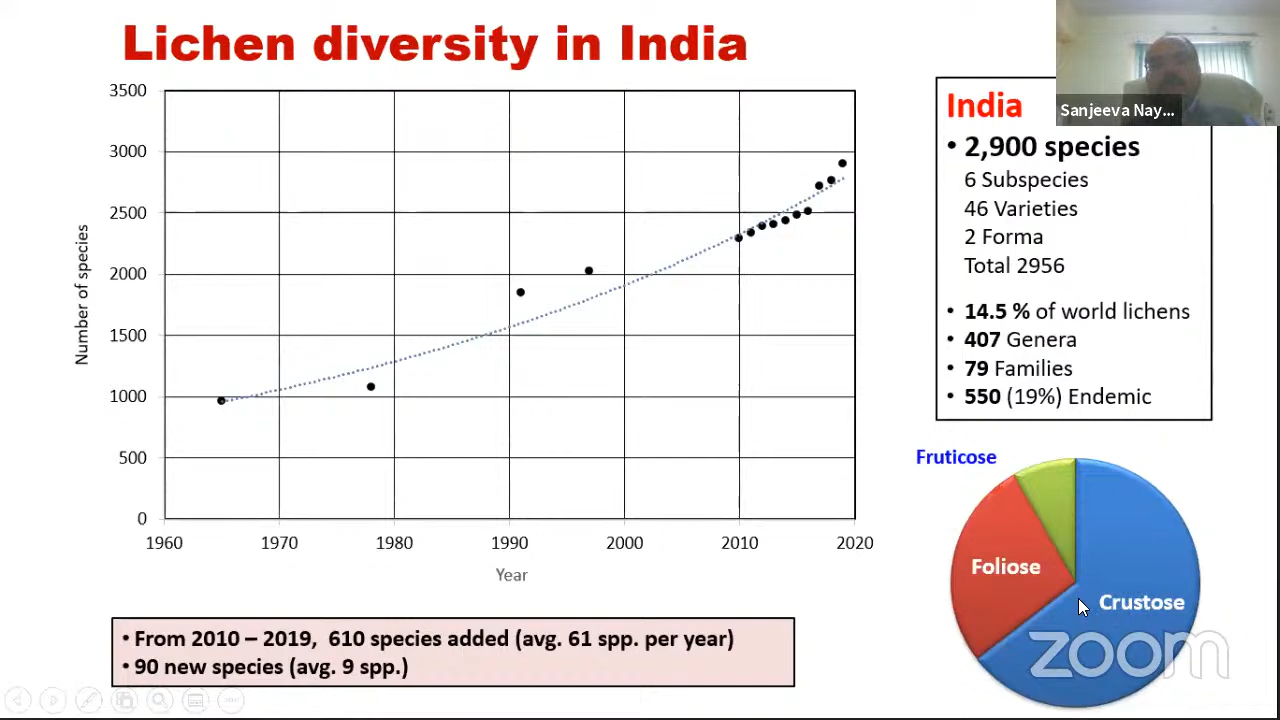 Lichen diversity in India
3500
3000
2500
2000
1500
1000
500
0
Number of species
1960 1970 1980 1990 2000 2010 2020
Year
• From 2010 – 2019, 610 species added (avg. 61 spp. per year)
• 90 new species (avg. 9 spp.)
Sanjeeva Nay...
India
• 2,900 species
6 Subspecies
46 Varieties
2 Forma
Total 2956
• 14.5 % of world lichens
• 407 Genera
• 79 Families
• 550 (19%) Endemic
Fruticose
Foliose
Crustose
zoom